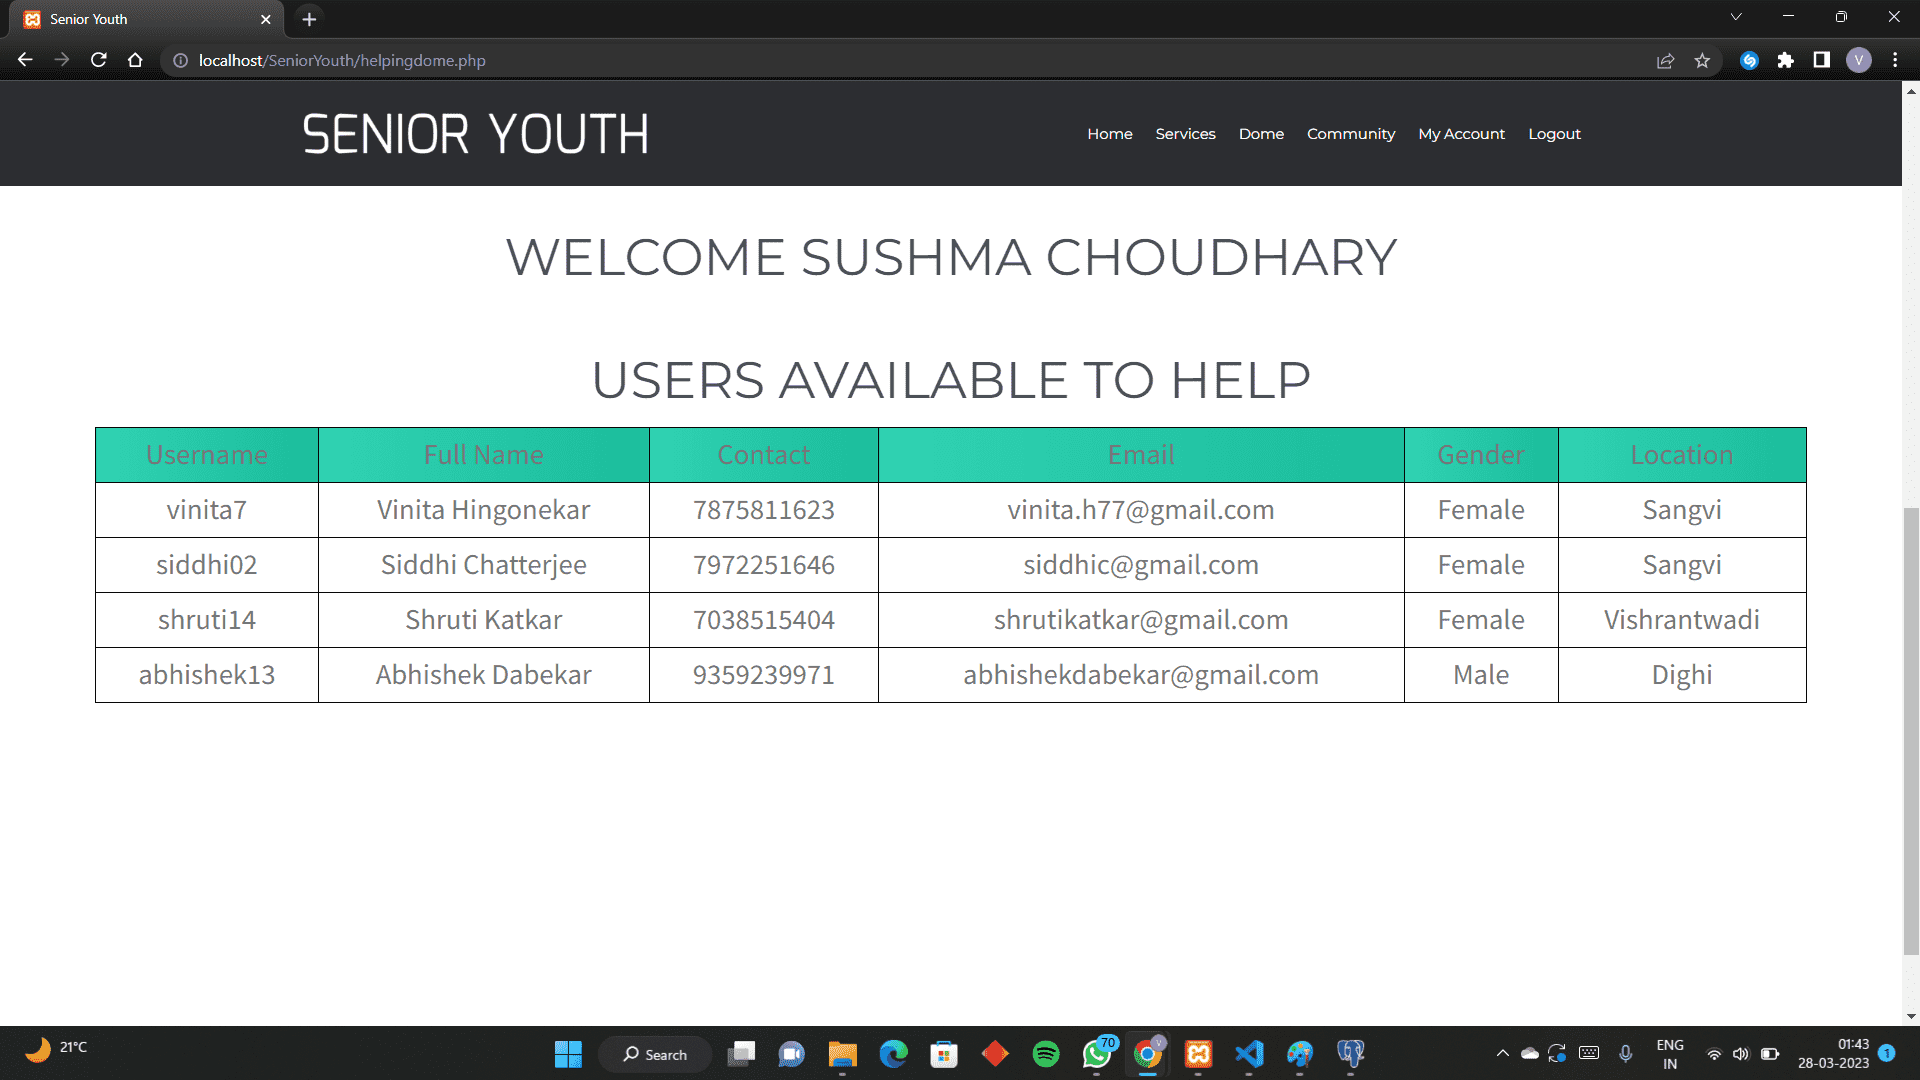 Senior Youth
localhost/SeniorYouth/helpingdome.php
V
SENIOR YOUTH
Home Services Dome Community My Account Logout
WELCOME SUSHMA CHOUDHARY
USERS AVAILABLE TO HELP
Username Full Name Contact Email Gender Location
vinita7 Vinita Hingonekar 7875811623 vinita.h77@gmail.com Female Sangvi
siddhi02 Siddhi Chatterjee 7972251646 siddhic@gmail.com Female Sangvi
shruti14 Shruti Katkar 7038515404 shrutikatkar@gmail.com Female Vishrantwadi
abhishek13 Abhishek Dabekar 9359239971 abhishekdabekar@gmail.com Male Dighi
21°C
Search
70
V
ENG
IN
01:43
28-03-2023
1